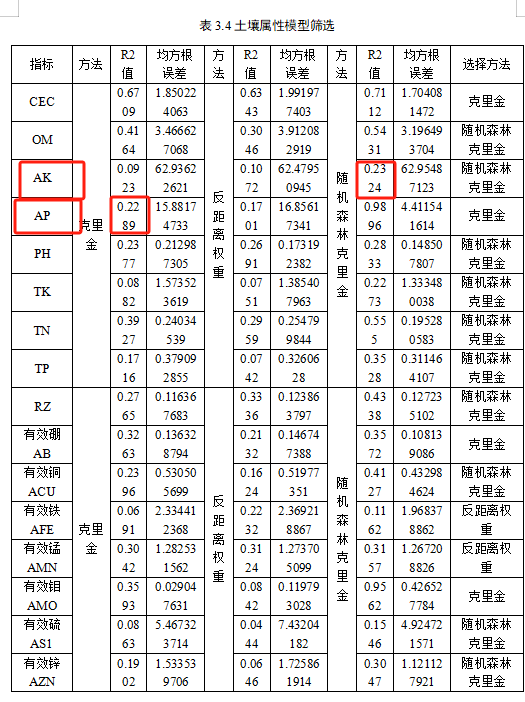 表 3.4 土壤属性模型筛选
指标 方法 R2值 均方根误差 方法 R2值 均方根误差 方法 R2值 均方根误差 选择方法
CEC 克里金 0.6709 1.850224063 反距离权重 0.6343 1.991977403 随机森林克里金 0.7112 1.704081472 克里金
OM 0.4164 3.466627068 0.3046 3.912082919 0.5431 3.196493704 随机森林克里金
AK 0.0923 62.93622621 0.1072 62.47950945 0.2324 62.95487123 随机森林克里金
AP 0.2289 15.88174733 0.1701 16.85617341 0.9896 4.411541614 克里金
PH 0.2377 0.212987305 0.2691 0.173192382 0.2833 0.148507807 随机森林克里金
TK 0.0882 1.573523619 0.0751 1.385407963 0.2273 1.333480038 随机森林克里金
TN 0.3927 0.24034539 0.2959 0.254799844 0.555 0.195280583 随机森林克里金
TP 0.1716 0.379092855 0.0742 0.3260628 0.3528 0.311464107 随机森林克里金
RZ 克里金 0.2765 0.116367683 反距离权重 0.3336 0.123863797 随机森林克里金 0.4338 0.127235102 随机森林克里金
有效硼AB 0.3263 0.136328794 0.2132 0.146747388 0.3572 0.108139086 克里金
有效铜ACU 0.2396 0.530505699 0.1624 0.51977351 0.4127 0.432984624 随机森林克里金
有效铁AFE 0.0691 2.334412368 0.2232 2.369218867 0.1162 1.968378862 反距离权重
有效锰AMN 0.3042 1.282531562 0.3124 1.273705099 0.3157 1.267208826 反距离权重
有效钼AMO 0.3593 0.029047631 0.0842 0.119793028 0.9562 0.426527784 克里金
有效硫AS1 0.0863 5.467323714 0.0444 7.43204182 0.1546 4.924721571 随机森林克里金
有效锌AZN 0.1902 1.533539706 0.0646 1.725861914 0.3047 1.121127921 随机森林克里金